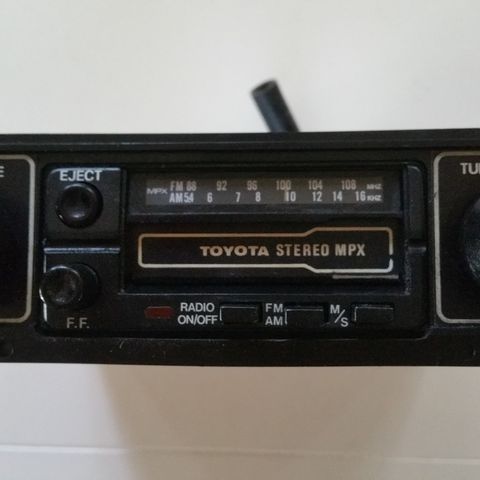 EJECT
MPX FM 88 92 96 100 104 108 MHZ
AM 54 6 7 8 10 12 14 16 KHZ
TOYOTA STEREO MPX
F.F.
RADIO ON/OFF
FM AM
M/S